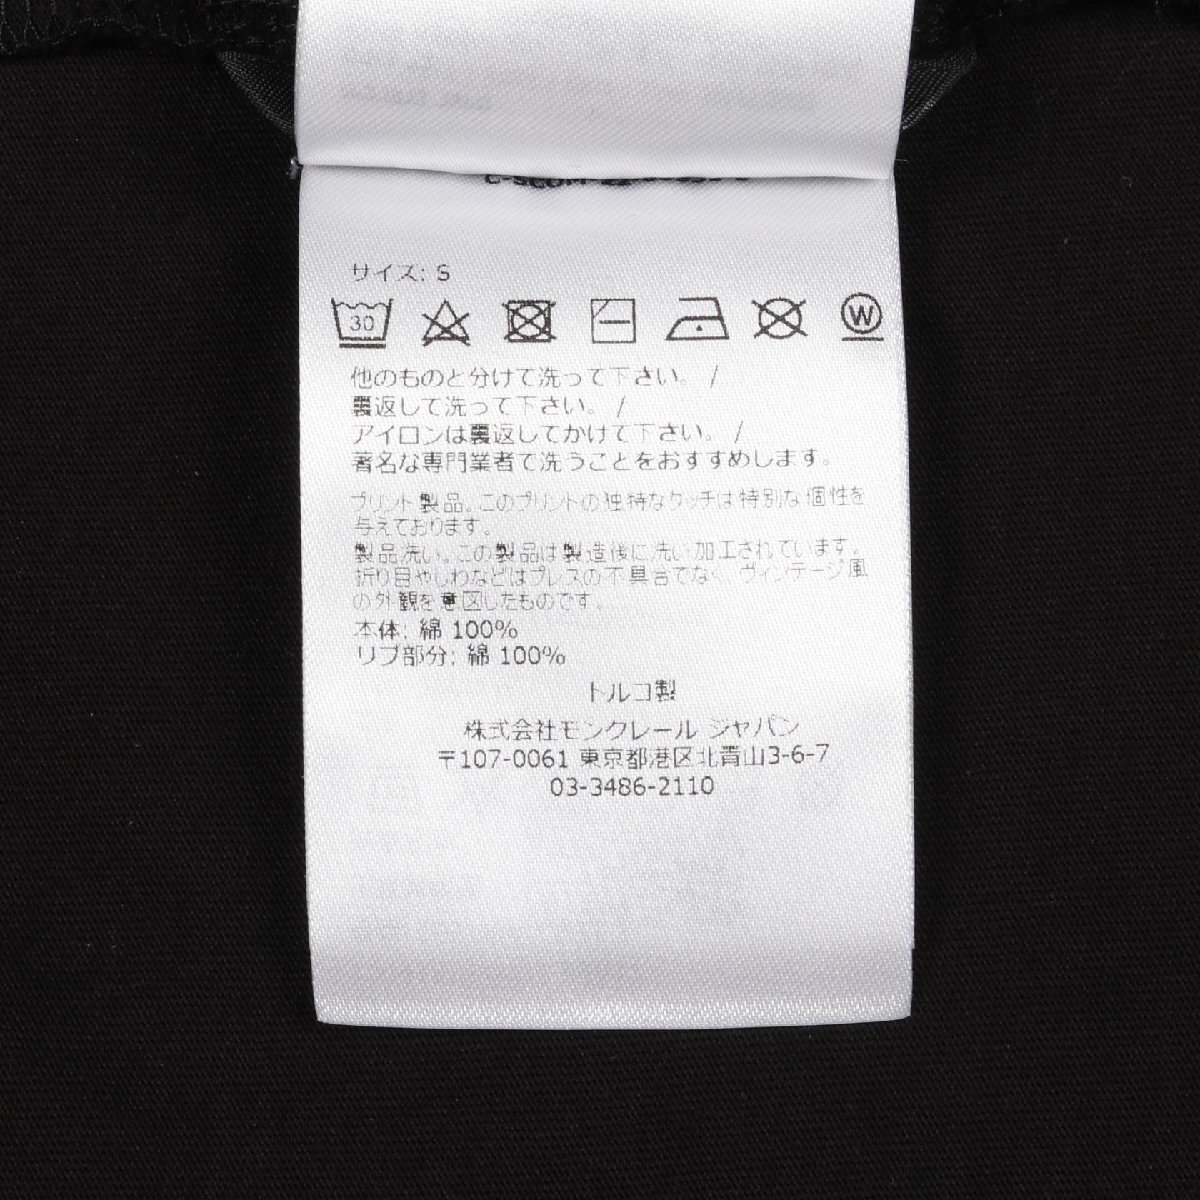 サイズ: S
30
W
他のものと分けて洗って下さい。 /
裏返して洗って下さい。 /
アイロンは裏返してかけて下さい。 /
著名な専門業者で洗うことをおすすめします。
プリント製品。このプリントの独特なタッチは特別な個性を
与えております。
製品洗い。この製品は製造後に洗い加工されています。
折り目やしわなどはプレスの不具合でなく、ヴィンテージ風
の外観を意図したものです。
本体: 綿 100%
リブ部分: 綿 100%
トルコ製
株式会社モンクレール ジャパン
〒107-0061 東京都港区北青山3-6-7
03-3486-2110